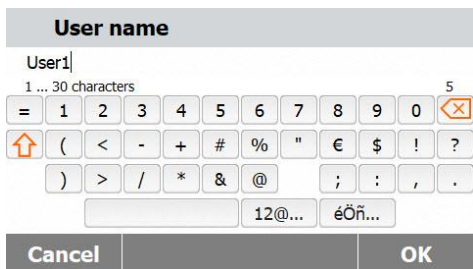 User name
User1
1 ... 30 characters 5
= 1 2 3 4 5 6 7 8 9 0
( < - + # % " € $ ! ?
) > / * & @ ; : , .
12@... éÖñ...
Cancel OK